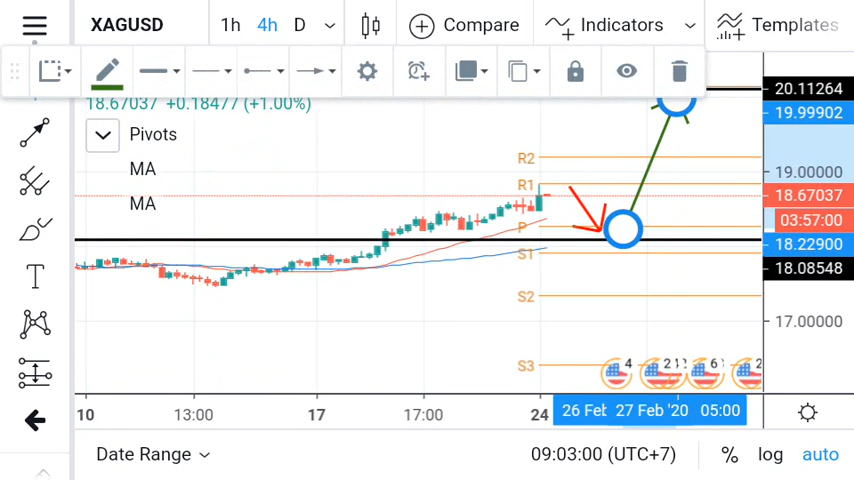 XAGUSD 1h 4h D Compare Indicators Templates
18.67037 +0.18477 (+1.00%)
Pivots
MA
MA
R2
R1
P
S1
S2
S3
20.11264
19.99902
19.00000
18.67037
03:57:00
18.22900
18.08548
17.00000
4 2 6 2
10 13:00 17 17:00 24 26 Feb 27 Feb '20 05:00
Date Range 09:03:00 (UTC+7) % log auto